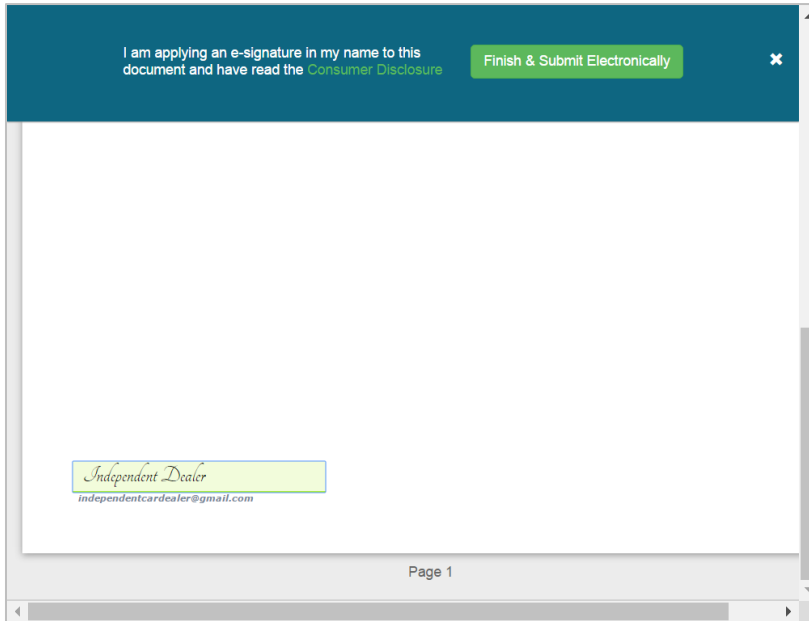 I am applying an e-signature in my name to this
document and have read the Consumer Disclosure
Finish & Submit Electronically
Independent Dealer
independentcardealer@gmail.com
Page 1